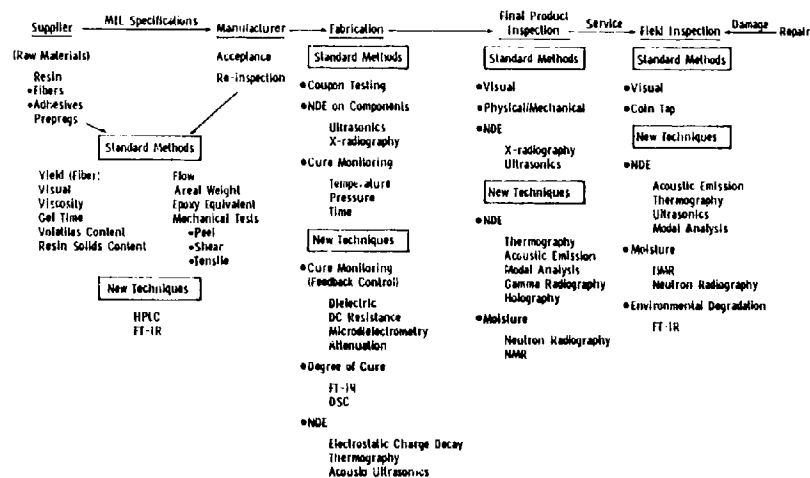 Supplier
MIL Specifications
Manufacturer
Fabrication
Final Product
Inspection
Service
Field Inspection
Damage
Repair
(Raw Materials)
Resin
•Fibers
•Adhesives
Prepregs
Acceptance
Re-inspection
Standard Methods
Yield (Fiber)
Visual
Viscosity
Gel Time
Volatiles Content
Resin Solids Content
Flow
Areal Weight
Epoxy Equivalent
Mechanical Tests
•Peel
•Shear
•Tensile
New Techniques
HPLC
FT-IR
Standard Methods
•Coupon Testing
•NDE on Components
Ultrasonics
X-radiography
•Cure Monitoring
Temperature
Pressure
Time
New Techniques
•Cure Monitoring
(Feedback Control)
Dielectric
DC Resistance
Microdielectrometry
Attenuation
•Degree of Cure
FT-IR
DSC
•NDE
Electrostatic Charge Decay
Thermography
Acousto Ultrasonics
Standard Methods
•Visual
•Physical/Mechanical
•NDE
X-radiography
Ultrasonics
New Techniques
•NDE
Thermography
Acoustic Emission
Modal Analysis
Gamma Radiography
Holography
•Moisture
Neutron Radiography
NMR
Standard Methods
•Visual
•Coin Tap
New Techniques
•NDE
Acoustic Emission
Thermography
Ultrasonics
Modal Analysis
•Moisture
NMR
Neutron Radiography
•Environmental Degradation
FT-IR